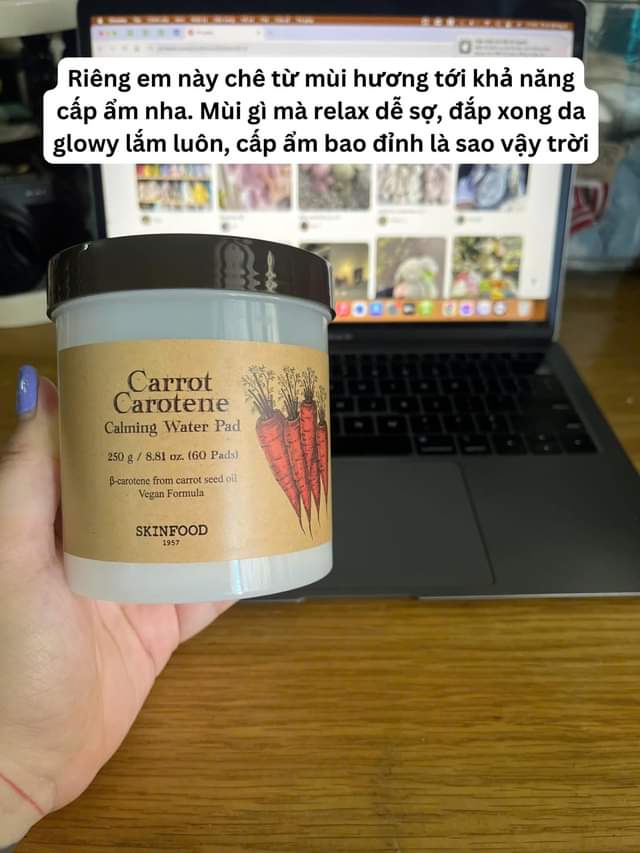 Riêng em này chê từ mùi hương tới khả năng
cấp ẩm nha. Mùi gì mà relax dễ sợ, đắp xong da
glowy lắm luôn, cấp ẩm bao đỉnh là sao vậy trời
Carrot
Carotene
Calming Water Pad
250 g / 8.81 oz. (60 Pads)
β-carotene from carrot seed oil
Vegan Formula
SKINFOOD
1957